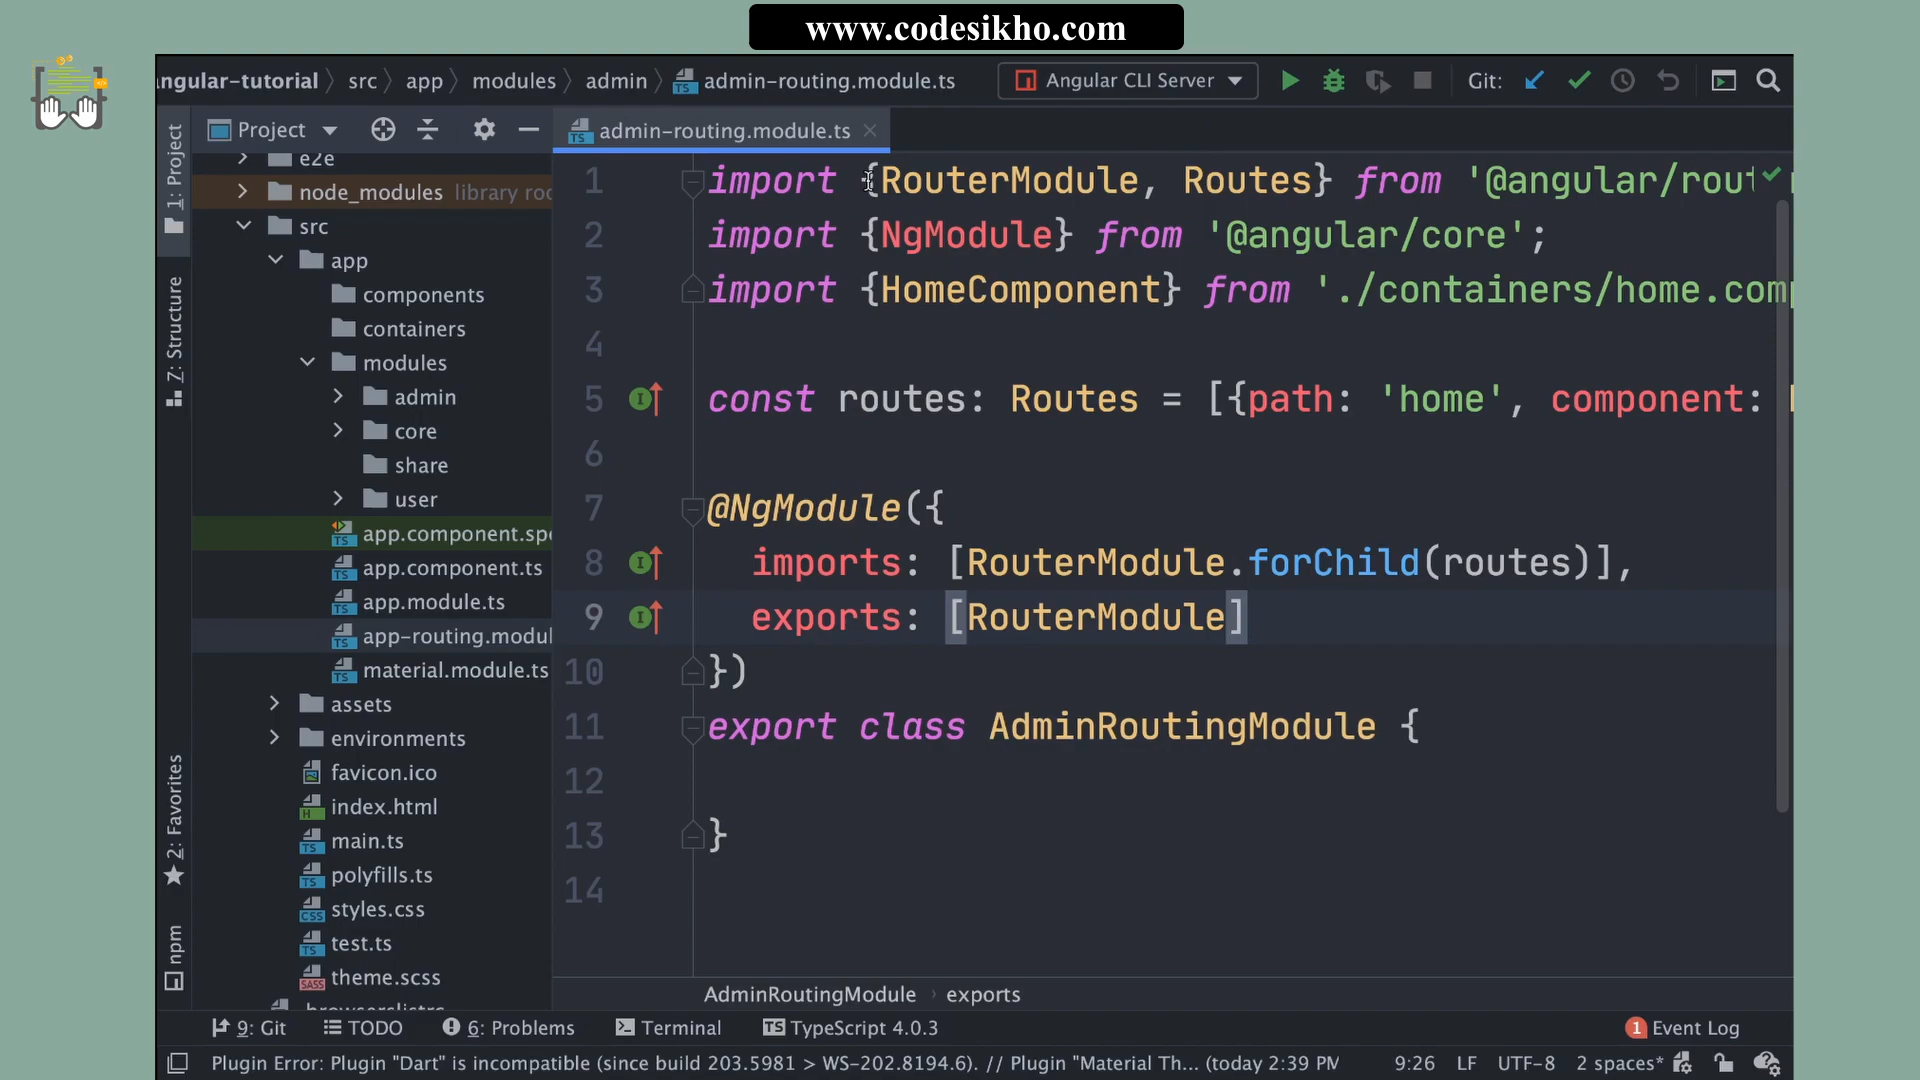 www.codesikho.com
angular-tutorial src app modules admin admin-routing.module.ts Angular CLI Server Git:
1: Project
Z: Structure
2: Favorites
npm
Project
e2e
node_modules library roo
src
app
components
containers
modules
admin
core
share
user
app.component.spe
app.component.ts
app.module.ts
app-routing.modul
material.module.ts
assets
environments
favicon.ico
index.html
main.ts
polyfills.ts
styles.css
test.ts
theme.scss
.browserslistrc
admin-routing.module.ts
1 import {RouterModule, Routes} from '@angular/rout
2 import {NgModule} from '@angular/core';
3 import {HomeComponent} from './containers/home.com
4
5 const routes: Routes = [{path: 'home', component:
6
7 @NgModule({
8 imports: [RouterModule.forChild(routes)],
9 exports: [RouterModule]
10 })
11 export class AdminRoutingModule {
12
13 }
14
AdminRoutingModule › exports
9: Git TODO 6: Problems Terminal TypeScript 4.0.3 1 Event Log
Plugin Error: Plugin "Dart" is incompatible (since build 203.5981 > WS-202.8194.6). // Plugin "Material Th... (today 2:39 PM 9:26 LF UTF-8 2 spaces*